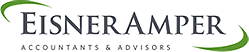 EISNERAMPER
ACCOUNTANTS & ADVISORS